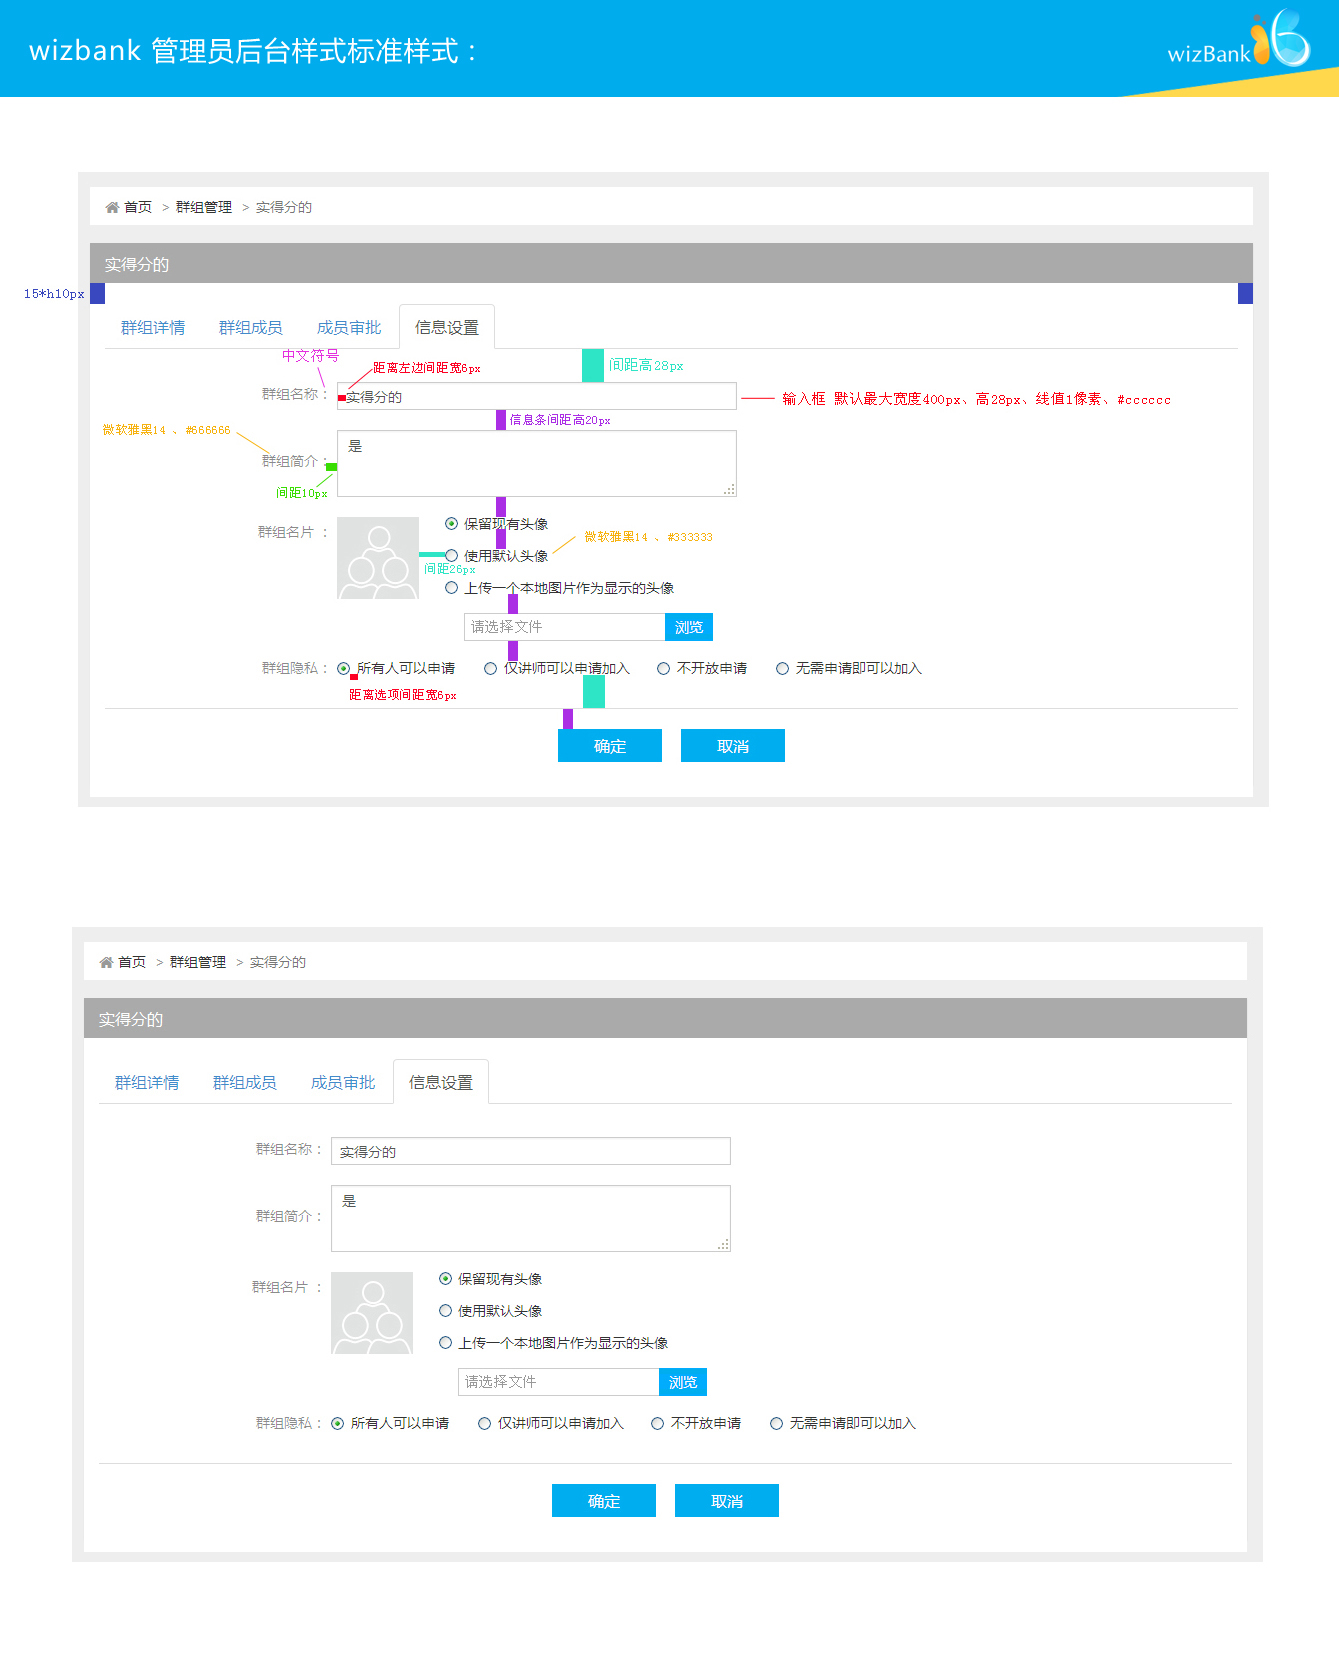 wizbank 管理员后台样式标准样式：
wizBank
首页 > 群组管理 > 实得分的
实得分的
15*h10px
群组详情 群组成员 成员审批 信息设置
中文符号
间距高28px
距离左边间距宽6px
群组名称： 实得分的
输入框 默认最大宽度400px、高28px、线值1像素、#cccccc
信息条间距高20px
微软雅黑14 、 #666666
是
群组简介：
间距10px
群组名片 ： 保留现有头像
微软雅黑14 、 #333333
使用默认头像
间距26px
上传一个本地图片作为显示的头像
请选择文件 浏览
群组隐私： 所有人可以申请 仅讲师可以申请加入 不开放申请 无需申请即可以加入
距离选项间距宽6px
确定 取消
首页 > 群组管理 > 实得分的
实得分的
群组详情 群组成员 成员审批 信息设置
群组名称： 实得分的
是
群组简介：
群组名片 ： 保留现有头像
使用默认头像
上传一个本地图片作为显示的头像
请选择文件 浏览
群组隐私： 所有人可以申请 仅讲师可以申请加入 不开放申请 无需申请即可以加入
确定 取消